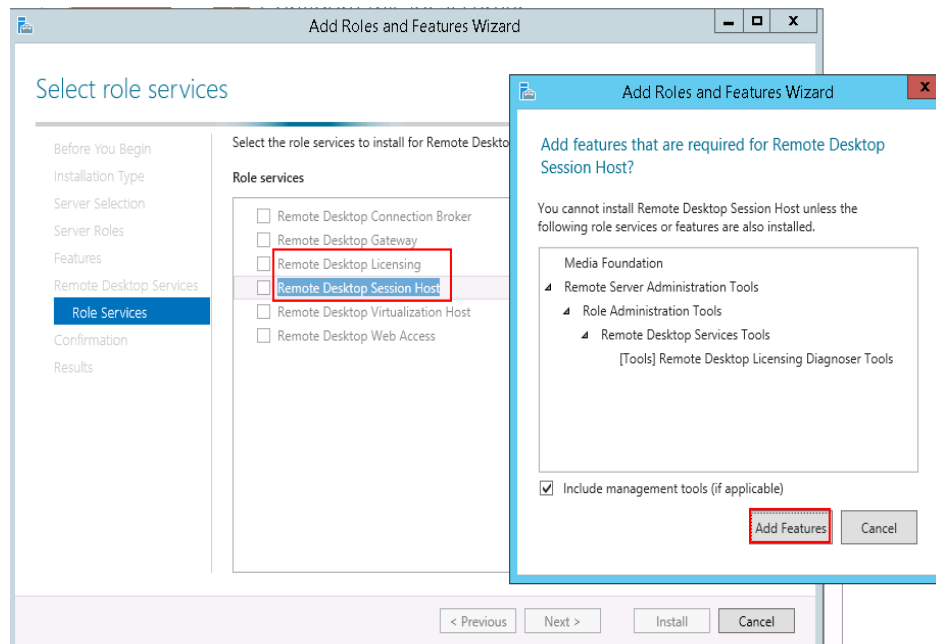 Add Roles and Features Wizard
Select role services
Before You Begin
Installation Type
Server Selection
Server Roles
Features
Remote Desktop Services
Role Services
Confirmation
Results
Select the role services to install for Remote Deskto
Role services
Remote Desktop Connection Broker
Remote Desktop Gateway
Remote Desktop Licensing
Remote Desktop Session Host
Remote Desktop Virtualization Host
Remote Desktop Web Access
< Previous
Next >
Install
Cancel
Add Roles and Features Wizard
Add features that are required for Remote Desktop
Session Host?
You cannot install Remote Desktop Session Host unless the
following role services or features are also installed.
Media Foundation
Remote Server Administration Tools
Role Administration Tools
Remote Desktop Services Tools
[Tools] Remote Desktop Licensing Diagnoser Tools
Include management tools (if applicable)
Add Features
Cancel